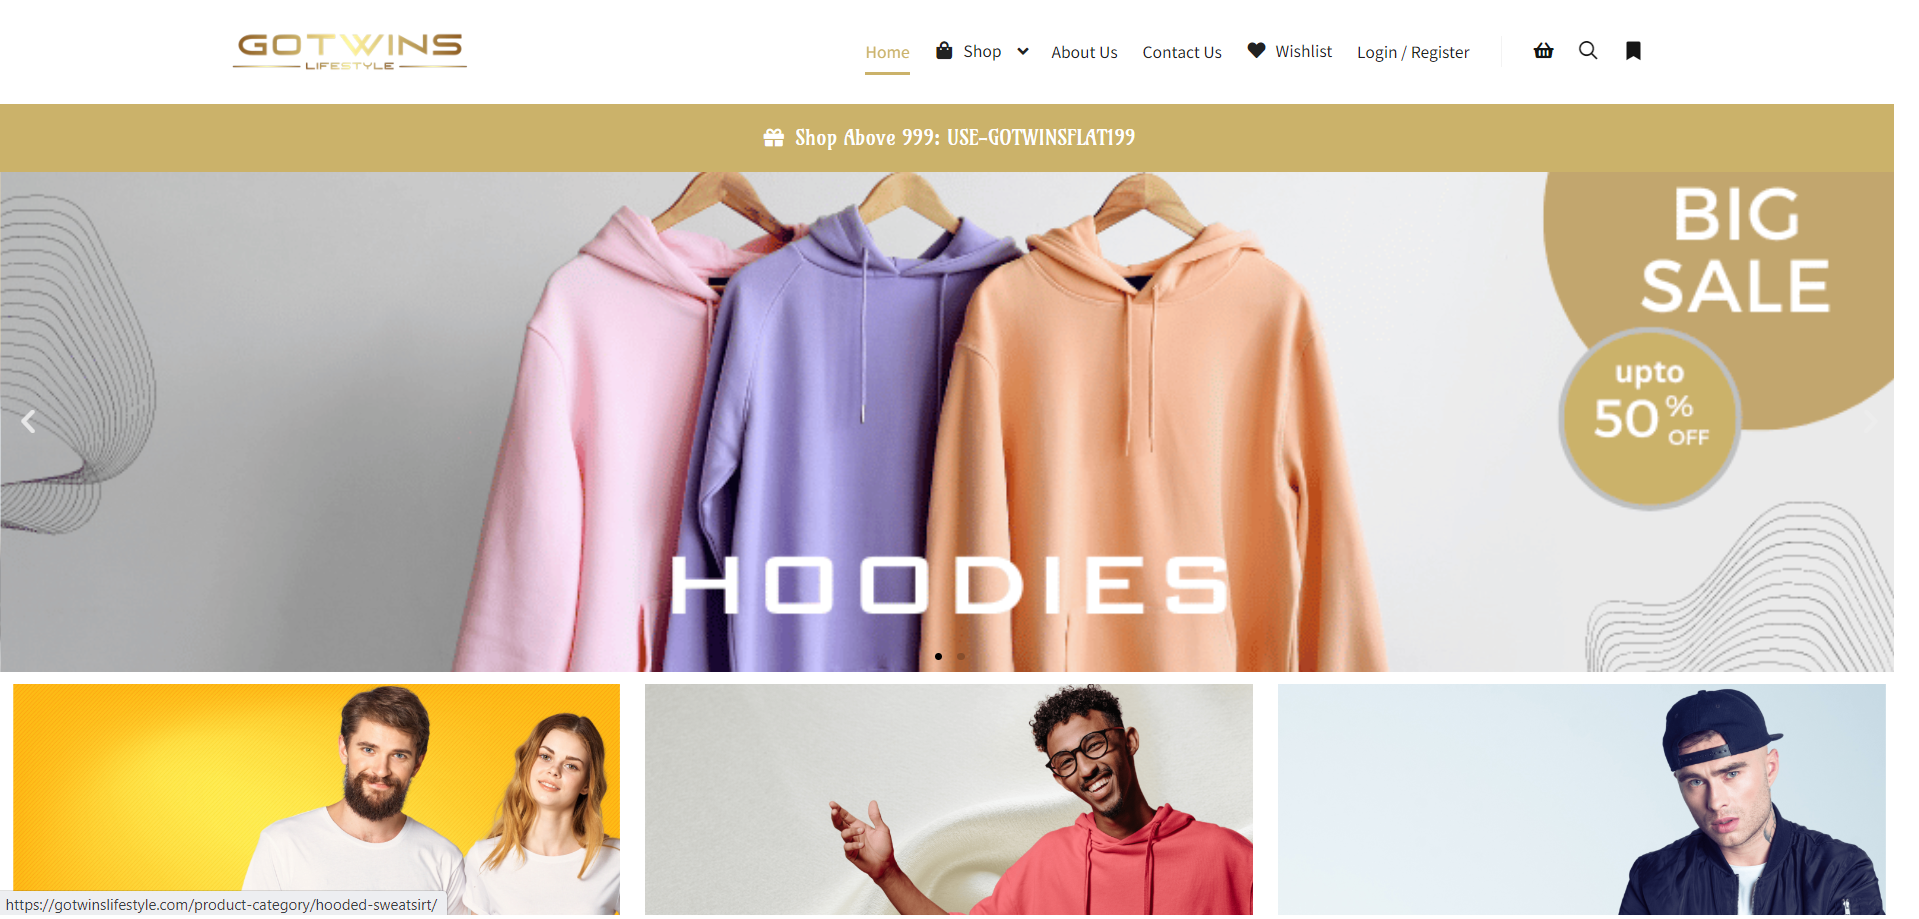 GOTWINS
LIFESTYLE
Home Shop About Us Contact Us Wishlist Login / Register
Shop Above 999: USE-GOTWINSFLAT199
BIG
SALE
upto
50%
OFF
HOODIES
https://gotwinslifestyle.com/product-category/hooded-sweatsirt/